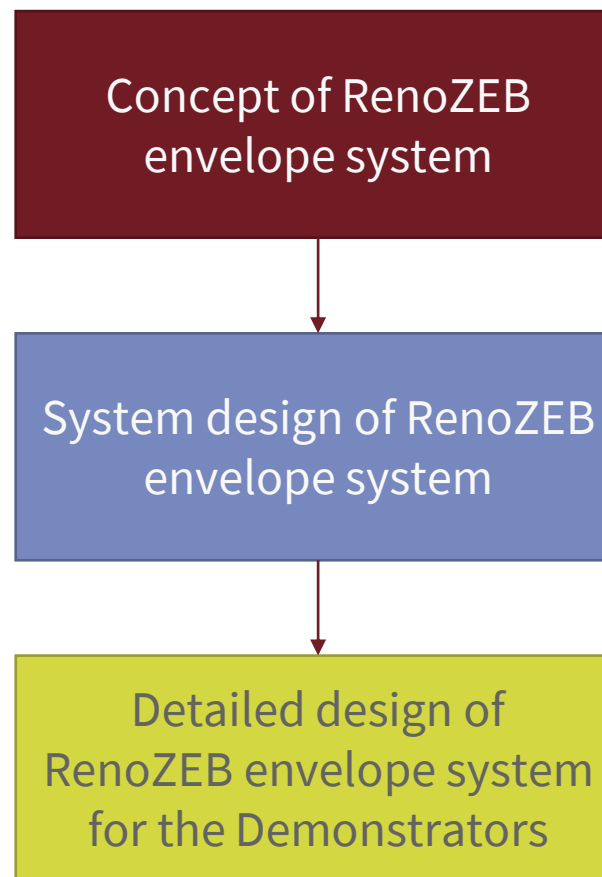 Concept of RenoZEB
envelope system
System design of RenoZEB
envelope system
Detailed design of
RenoZEB envelope system
for the Demonstrators